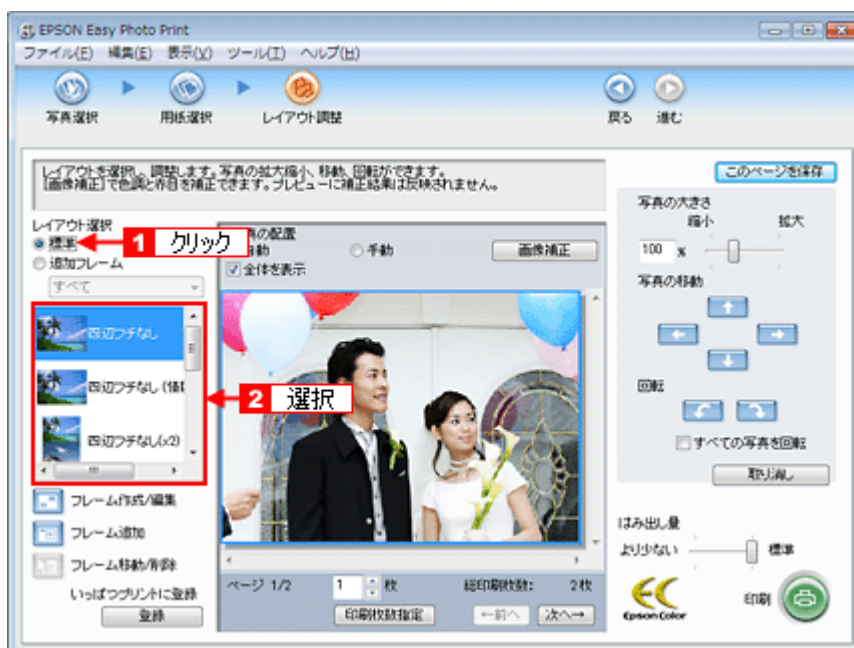 EPSON Easy Photo Print
ファイル(F) 編集(E) 表示(V) ツール(T) ヘルプ(H)
写真選択 用紙選択 レイアウト調整 戻る 進む
レイアウトを選択し、調整します。写真の拡大縮小、移動、回転ができます。
[画像補正]で色調と赤目を補正できます。プレビューに補正結果は反映されません。
このページを保存
レイアウト選択
標準
1 クリック
追加フレーム
すべて
四辺フチなし
四辺フチなし (情報
四辺フチなし(x2)
2 選択
フレーム作成/編集
フレーム追加
フレーム移動/削除
いっぱつプリントに登録
登録
真の配置
動 手動 画像補正
全体を表示
ページ 1/2 1 枚 総印刷枚数: 2枚
印刷枚数指定 ←前へ 次へ→
写真の大きさ
縮小 拡大
100 %
写真の移動
回転
すべての写真を回転
取り消し
はみ出し量
より少ない 標準
Epson Color
印刷